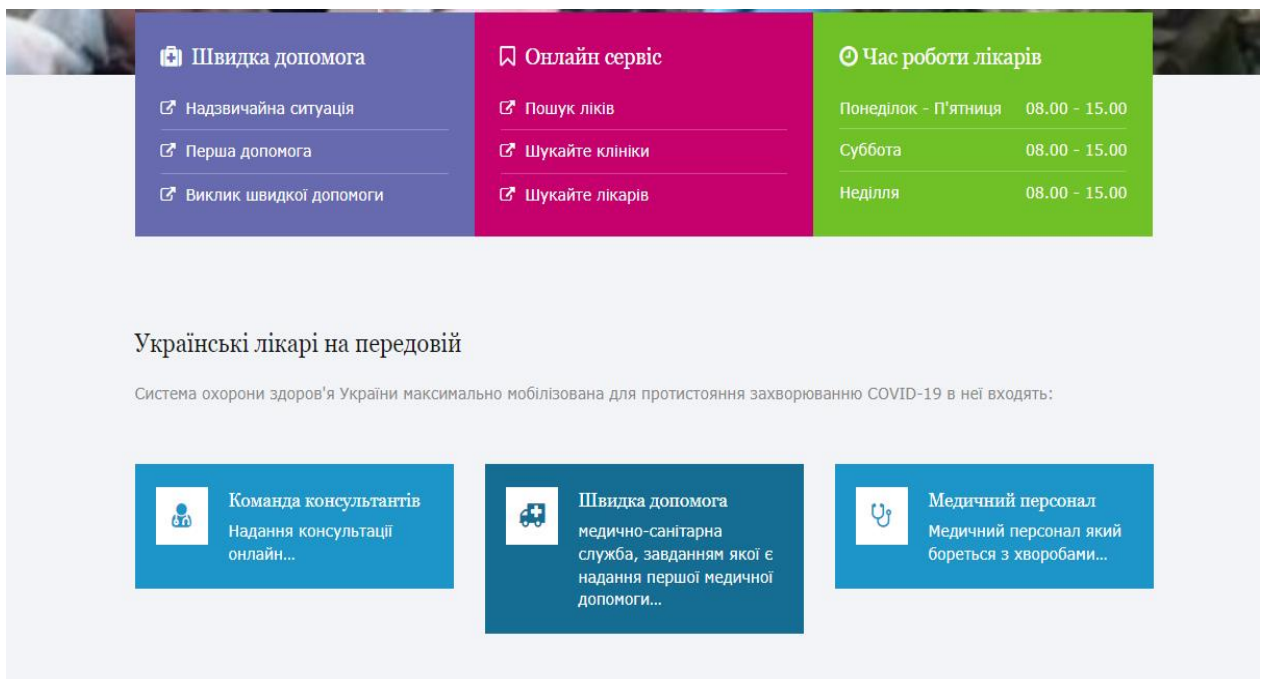 Швидка допомога
Надзвичайна ситуація
Перша допомога
Виклик швидкої допомоги
Онлайн сервіс
Пошук ліків
Шукайте клініки
Шукайте лікарів
Час роботи лікарів
Понеділок - П'ятниця 08.00 - 15.00
Суббота 08.00 - 15.00
Неділля 08.00 - 15.00
Українські лікарі на передовій
Система охорони здоров'я України максимально мобілізована для протистояння захворюванню COVID-19 в неї входять:
Команда консультантів
Надання консультації
онлайн...
Швидка допомога
медично-санітарна
служба, завданням якої є
надання першої медичної
допомоги...
Медичний персонал
Медичний персонал який
бореться з хворобами...